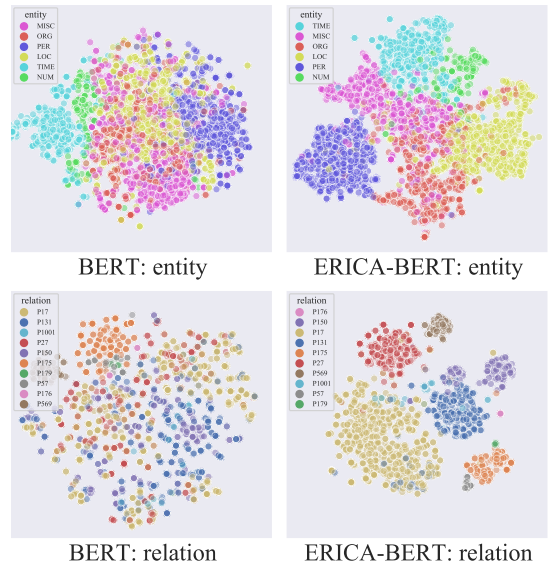 entity
MISC
ORG
PER
LOC
TIME
NUM
entity
TIME
MISC
ORG
LOC
PER
NUM
BERT: entity
ERICA-BERT: entity
relation
P17
P131
P1001
P27
P150
P175
P179
P57
P176
P569
relation
P176
P150
P17
P131
P175
P27
P569
P1001
P57
P179
BERT: relation
ERICA-BERT: relation